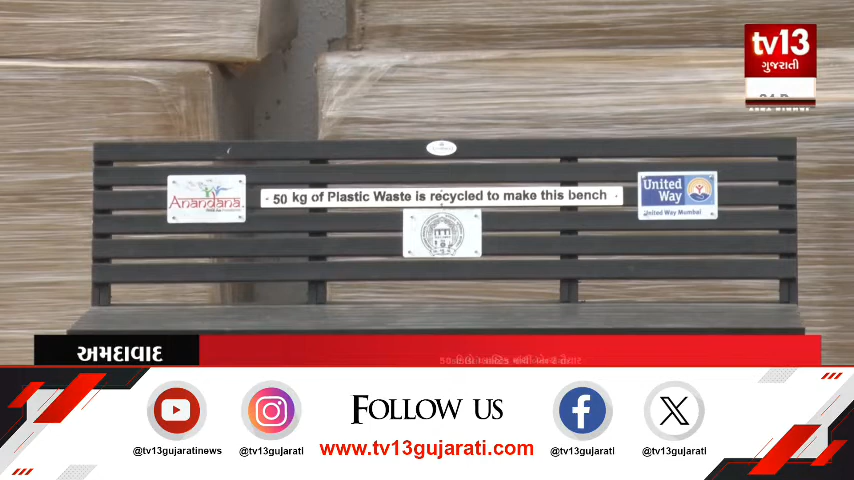 tv13
ગુજરાતી
Anandana
50 kg of Plastic Waste is recycled to make this bench
United
Way
United Way Mumbai
અમદાવાદ
FOLLOW US
www.tv13gujarati.com
@tv13gujaratinews
@tv13gujarati
@tv13gujarati
@tv13gujarati